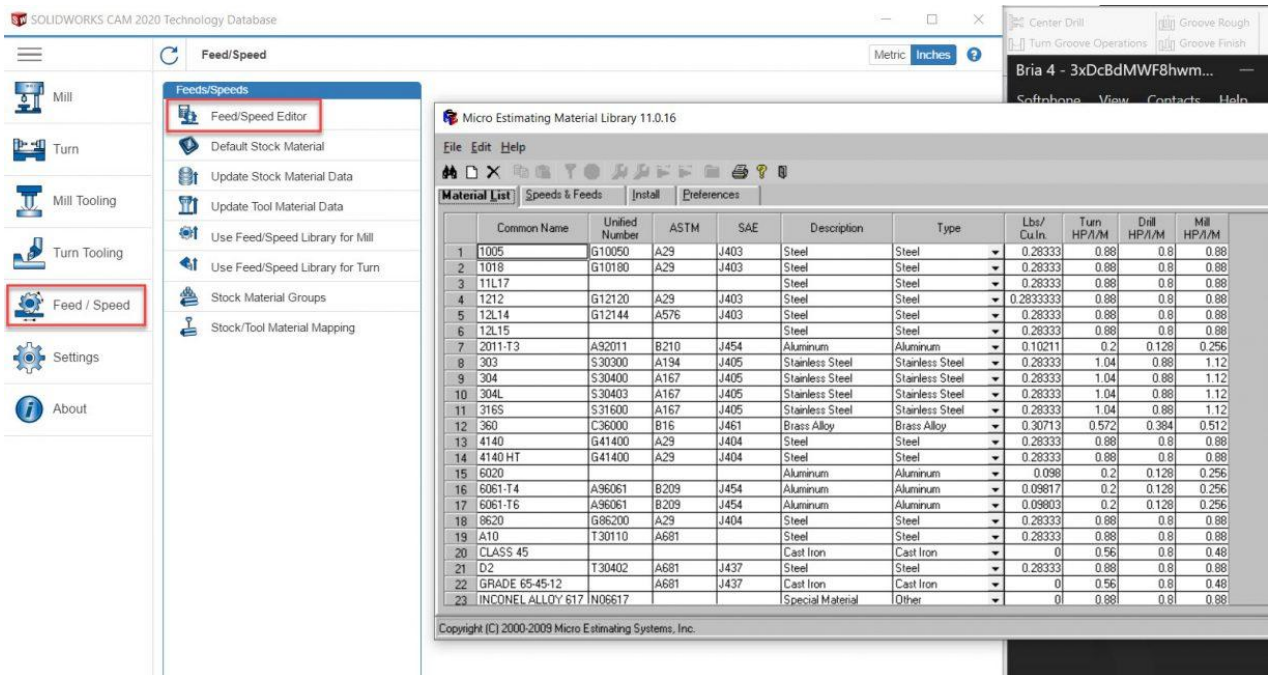 SOLIDWORKS CAM 2020 Technology Database
Feed/Speed
Metric Inches ?
Mill
Turn
Mill Tooling
Turn Tooling
Feed / Speed
Settings
About
Feeds/Speeds
Feed/Speed Editor
Default Stock Material
Update Stock Material Data
Update Tool Material Data
Use Feed/Speed Library for Mill
Use Feed/Speed Library for Turn
Stock Material Groups
Stock/Tool Material Mapping
Center Drill Groove Rough
Turn Groove Operations Groove Finish
Bria 4 - 3xDcBdMWF8hwm...
Softphone View Contacts Help
Micro Estimating Material Library 11.0.16
File Edit Help
Material List Speeds & Feeds Install Preferences
Common Name Unified Number ASTM SAE Description Type Lbs/ Cu.In. Turn HP/I/M Drill HP/I/M Mill HP/I/M
1 1005 G10050 A29 J403 Steel Steel 0.28333 0.88 0.8 0.88
2 1018 G10180 A29 J403 Steel Steel 0.28333 0.88 0.8 0.88
3 11L17 Steel Steel 0.28333 0.88 0.8 0.88
4 1212 G12120 A29 J403 Steel Steel 0.2833333 0.88 0.8 0.88
5 12L14 G12144 A576 J403 Steel Steel 0.28333 0.88 0.8 0.88
6 12L15 Steel Steel 0.28333 0.88 0.8 0.88
7 2011-T3 A92011 B210 J454 Aluminum Aluminum 0.10211 0.2 0.128 0.256
8 303 S30300 A194 J405 Stainless Steel Stainless Steel 0.28333 1.04 0.88 1.12
9 304 S30400 A167 J405 Stainless Steel Stainless Steel 0.28333 1.04 0.88 1.12
10 304L S30403 A167 J405 Stainless Steel Stainless Steel 0.28333 1.04 0.88 1.12
11 316S S31600 A167 J405 Stainless Steel Stainless Steel 0.28333 1.04 0.88 1.12
12 360 C36000 B16 J461 Brass Alloy Brass Alloy 0.30713 0.572 0.384 0.512
13 4140 G41400 A29 J404 Steel Steel 0.28333 0.88 0.8 0.88
14 4140 HT G41400 A29 J404 Steel Steel 0.28333 0.88 0.8 0.88
15 6020 Aluminum Aluminum 0.098 0.2 0.128 0.256
16 6061-T4 A96061 B209 J454 Aluminum Aluminum 0.09817 0.2 0.128 0.256
17 6061-T6 A96061 B209 J454 Aluminum Aluminum 0.09803 0.2 0.128 0.256
18 8620 G86200 A29 J404 Steel Steel 0.28333 0.88 0.8 0.88
19 A10 T30110 A681 Steel Steel 0.28333 0.88 0.8 0.88
20 CLASS 45 Cast Iron Cast Iron 0 0.56 0.8 0.48
21 D2 T30402 A681 J437 Steel Steel 0.28333 0.88 0.8 0.88
22 GRADE 65-45-12 A681 J437 Cast Iron Cast Iron 0 0.56 0.8 0.48
23 INCONEL ALLOY 617 N06617 Special Material Other 0 0.88 0.8 0.88
Copyright (C) 2000-2009 Micro Estimating Systems, Inc.